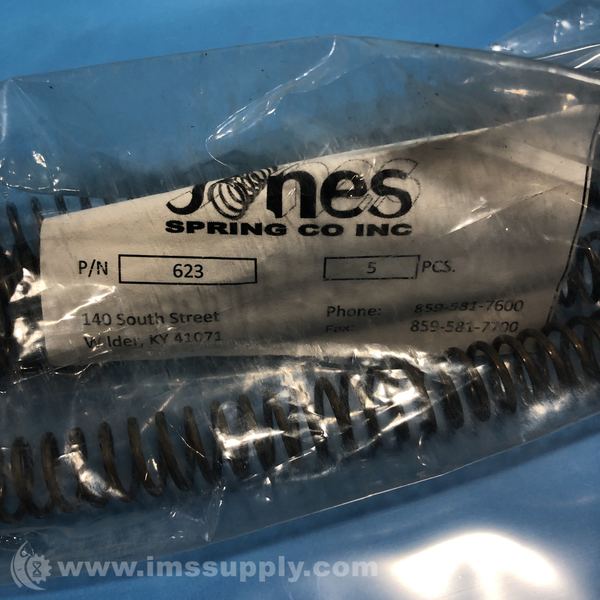 Jones
SPRING CO INC
P/N 623 5 PCS.
140 South Street Phone: 859-581-7600
Wilder, KY 41071 Fax: 859-581-7700
www.imssupply.com